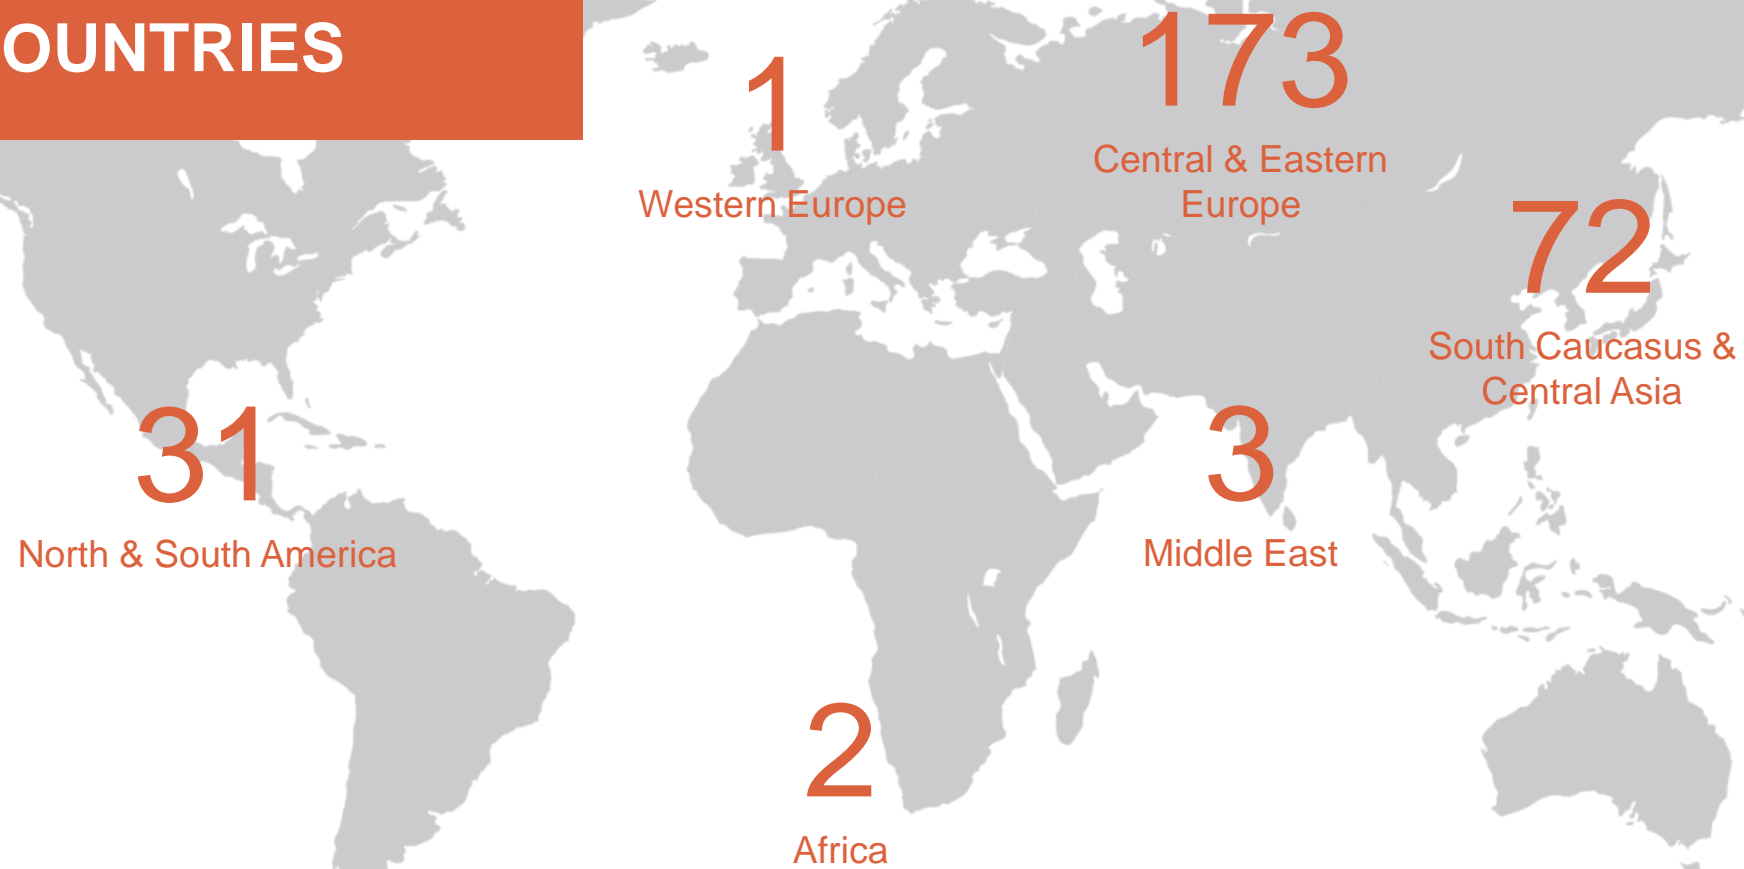 OUNTRIES
1
Western Europe
173
Central & Eastern
Europe
72
South Caucasus &
Central Asia
31
North & South America
3
Middle East
2
Africa